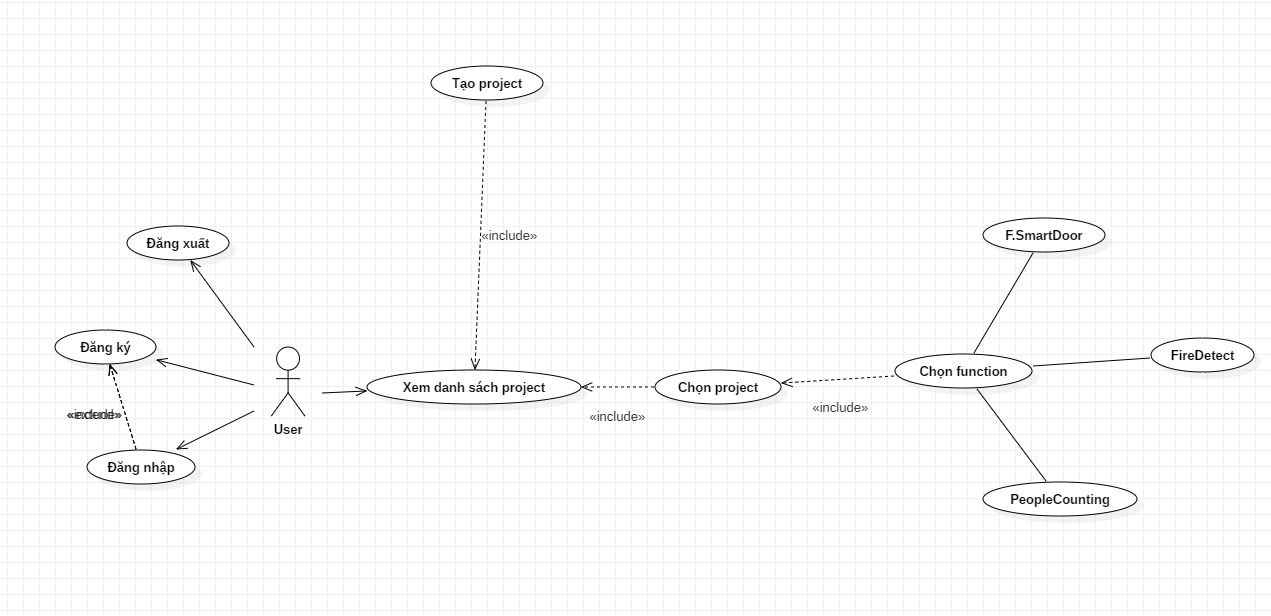 Tạo project
«include»
Đăng xuất
F.SmartDoor
Đăng ký
FireDetect
Chọn function
Xem danh sách project
Chọn project
«include»
«include»
User
Đăng nhập
PeopleCounting